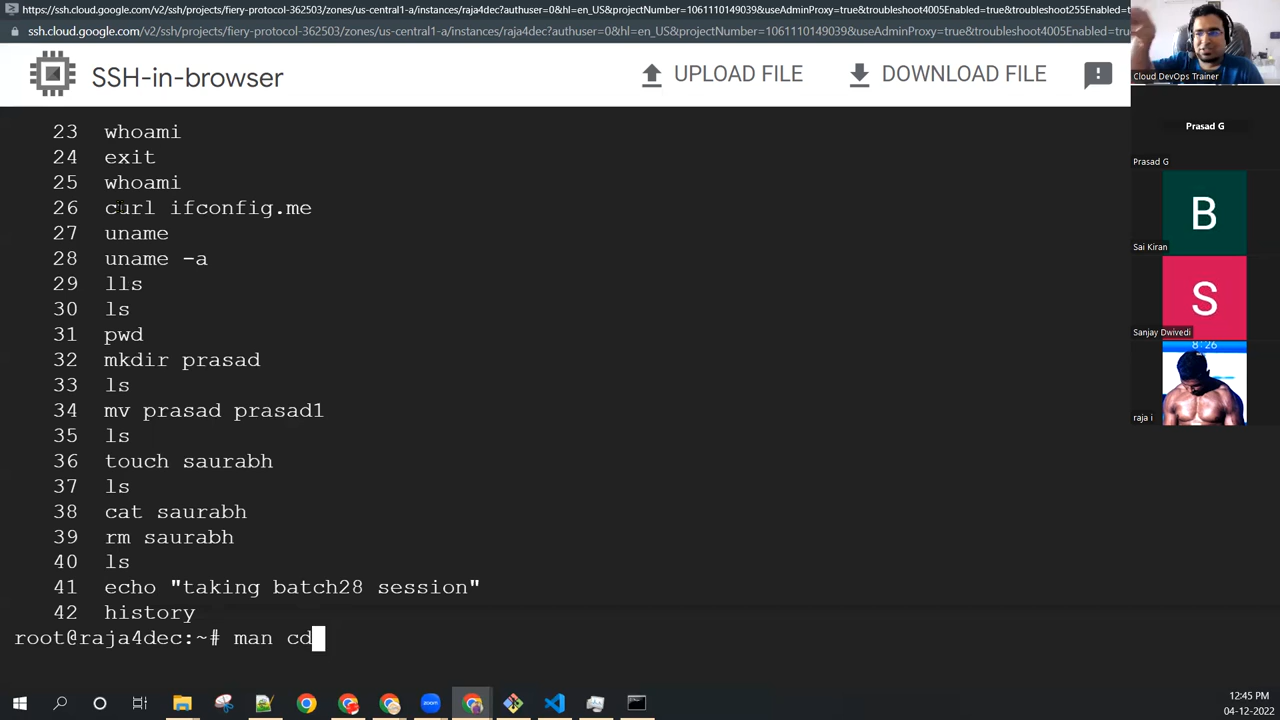 https://ssh.cloud.google.com/v2/ssh/projects/fiery-protocol-362503/zones/us-central1-a/instances/raja4dec?authuser=0&hl=en_US&projectNumber=1061110149039&useAdminProxy=true&troubleshoot4005Enabled=true&troubleshoot255Enabled=t
ssh.cloud.google.com/v2/ssh/projects/fiery-protocol-362503/zones/us-central1-a/instances/raja4dec?authuser=0&hl=en_US&projectNumber=1061110149039&useAdminProxy=true&troubleshoot4005Enabled=true
SSH-in-browser
UPLOAD FILE
DOWNLOAD FILE
23 whoami
24 exit
25 whoami
26 curl ifconfig.me
27 uname
28 uname -a
29 lls
30 ls
31 pwd
32 mkdir prasad
33 ls
34 mv prasad prasad1
35 ls
36 touch saurabh
37 ls
38 cat saurabh
39 rm saurabh
40 ls
41 echo "taking batch28 session"
42 history
root@raja4dec:~# man cd
Cloud DevOps Trainer
Prasad G
Prasad G
B
Sai Kiran
S
Sanjay Dwivedi
8:26
raja i
zoom
12:45 PM
04-12-2022